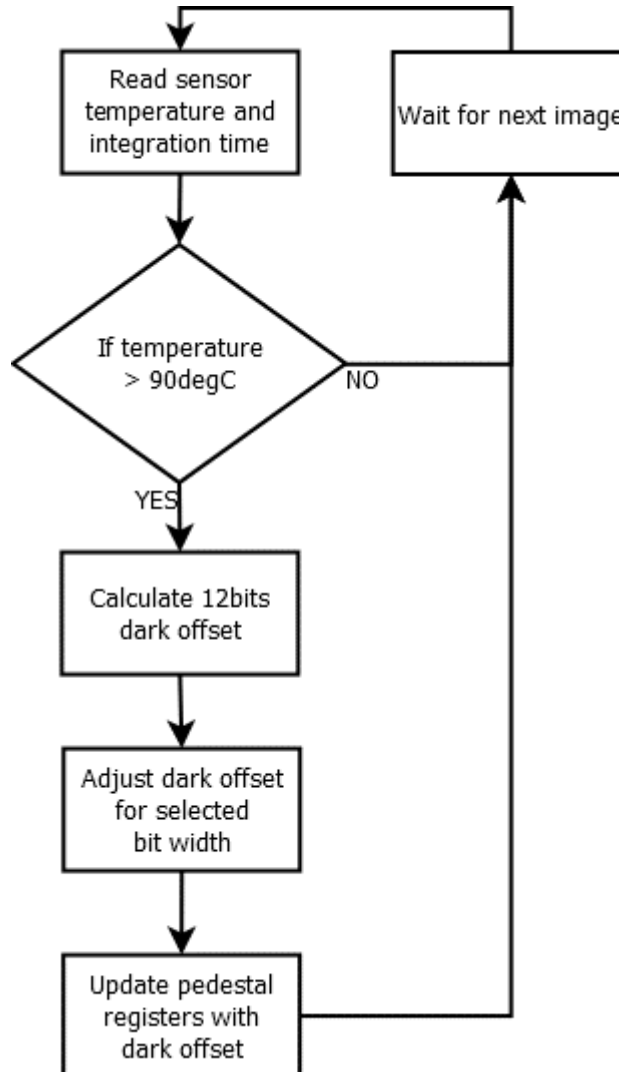 Read sensor
temperature and
integration time
Wait for next image
If temperature
> 90degC
NO
YES
Calculate 12bits
dark offset
Adjust dark offset
for selected
bit width
Update pedestal
registers with
dark offset